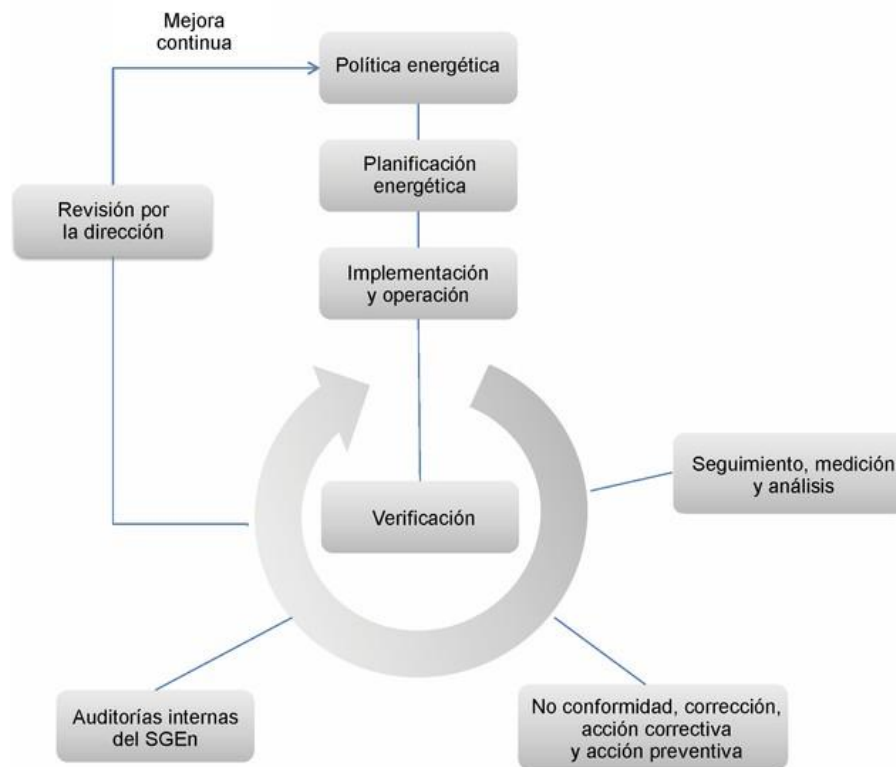 Mejora
continua
Política energética
Planificación
energética
Revisión por
la dirección
Implementación
y operación
Seguimiento, medición
y análisis
Verificación
Auditorías internas
del SGEn
No conformidad, corrección,
acción correctiva
y acción preventiva